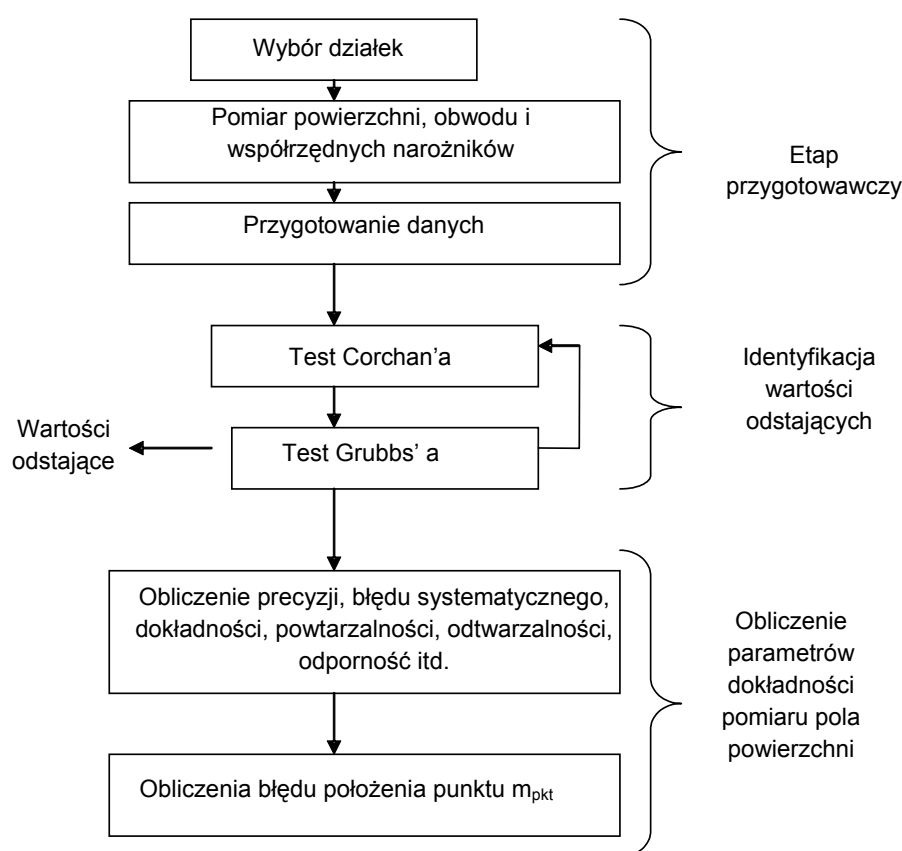 Wybór działek
Pomiar powierzchni, obwodu i
współrzędnych narożników
Przygotowanie danych
Etap
przygotowawczy
Test Corchan’a
Test Grubbs’ a
Wartości
odstające
Identyfikacja
wartości
odstających
Obliczenie precyzji, błędu systematycznego,
dokładności, powtarzalności, odtwarzalności,
odporność itd.
Obliczenia błędu położenia punktu mpkt
Obliczenie
parametrów
dokładności
pomiaru pola
powierzchni